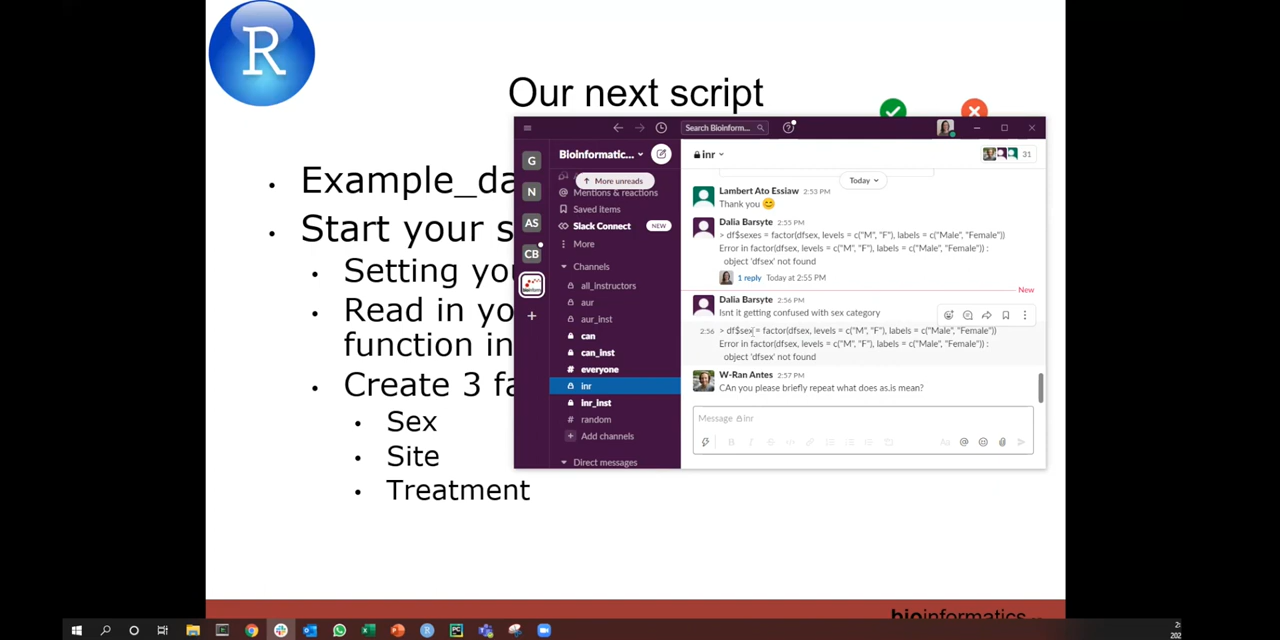 R
Our next script
Example_da
Start your s
Setting yo
Read in yo
function in
Create 3 fa
Sex
Site
Treatment
bioinformatics
Search Bioinform...
Bioinformatic...
More unreads
Mentions & reactions
Saved items
Slack Connect
NEW
More
Channels
all_instructors
aur
aur_inst
can
can_inst
everyone
inr
inr_inst
random
Add channels
Direct messages
G
N
AS
CB
inr
31
Today
Lambert Ato Essiaw 2:53 PM
Thank you 😊
Dalia Barsyte 2:55 PM
> df$sexes = factor(dfsex, levels = c("M", "F"), labels = c("Male", "Female"))
Error in factor(dfsex, levels = c("M", "F"), labels = c("Male", "Female")) :
object 'dfsex' not found
1 reply Today at 2:55 PM
New
Dalia Barsyte 2:56 PM
Isnt it getting confused with sex category
2:56 > df$sex = factor(dfsex, levels = c("M", "F"), labels = c("Male", "Female"))
Error in factor(dfsex, levels = c("M", "F"), labels = c("Male", "Female")) :
object 'dfsex' not found
W-Ran Antes 2:57 PM
CAn you please briefly repeat what does as.is mean?
Message inr